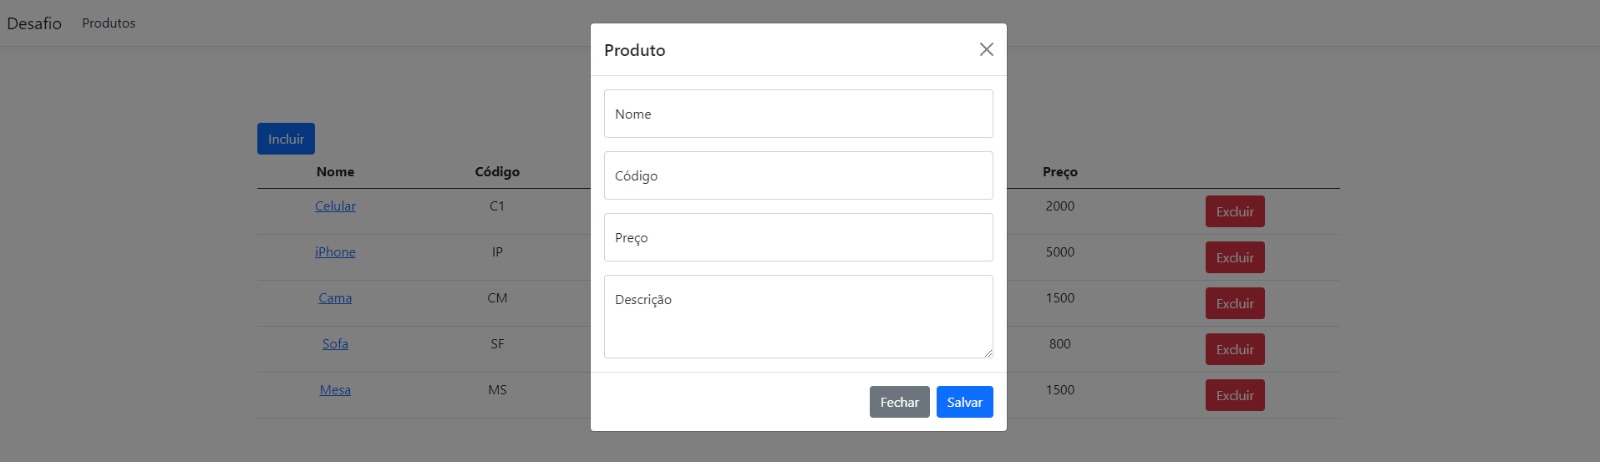 Desafio Produtos
Produto
Nome
Código
Preço
Descrição
Fechar Salvar
Incluir
Nome Código Preço
Celular C1 2000 Excluir
iPhone IP 5000 Excluir
Cama CM 1500 Excluir
Sofa SF 800 Excluir
Mesa MS 1500 Excluir